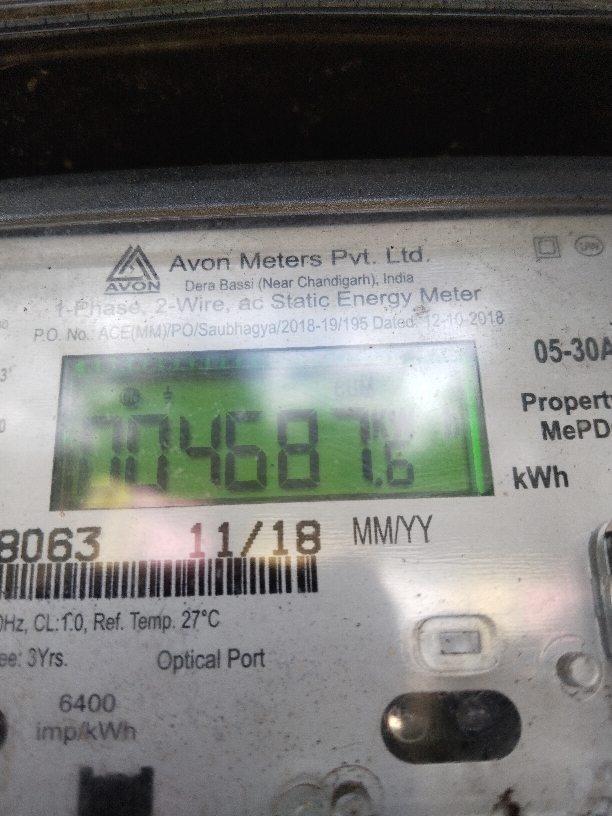 AVON
Avon Meters Pvt. Ltd.
Dera Bassi (Near Chandigarh), India
1-Phase, 2-Wire, ac Static Energy Meter
P.O. No.: ACE(MM)/PO/Saubhagya/2018-19/195 Dated: 12-10-2018
05-30A
Property
MePD
kWh
8063 11/18 MM/YY
0Hz, CL:1.0, Ref. Temp. 27°C
ee: 3Yrs. Optical Port
6400
imp/kWh